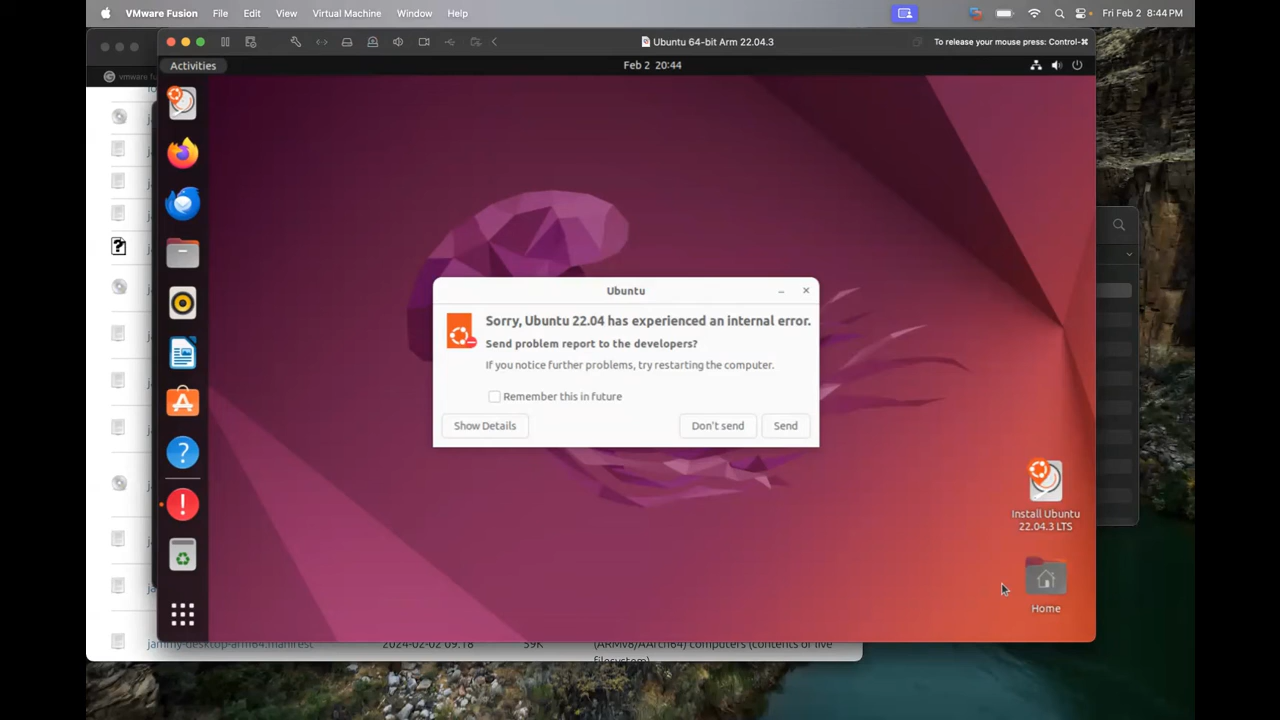 VMware Fusion File Edit View Virtual Machine Window Help Fri Feb 2 8:44 PM
Ubuntu 64-bit Arm 22.04.3 To release your mouse press: Control-⌘
vmware fu
Activities Feb 2 20:44
Ubuntu
Sorry, Ubuntu 22.04 has experienced an internal error.
Send problem report to the developers?
If you notice further problems, try restarting the computer.
Remember this in future
Show Details Don't send Send
Install Ubuntu
22.04.3 LTS
Home
jammy-desktop-arm64.manifest 2024-02-02 09:18 59K (ARMv8/AArch64) computers (contents of live
filesystem)